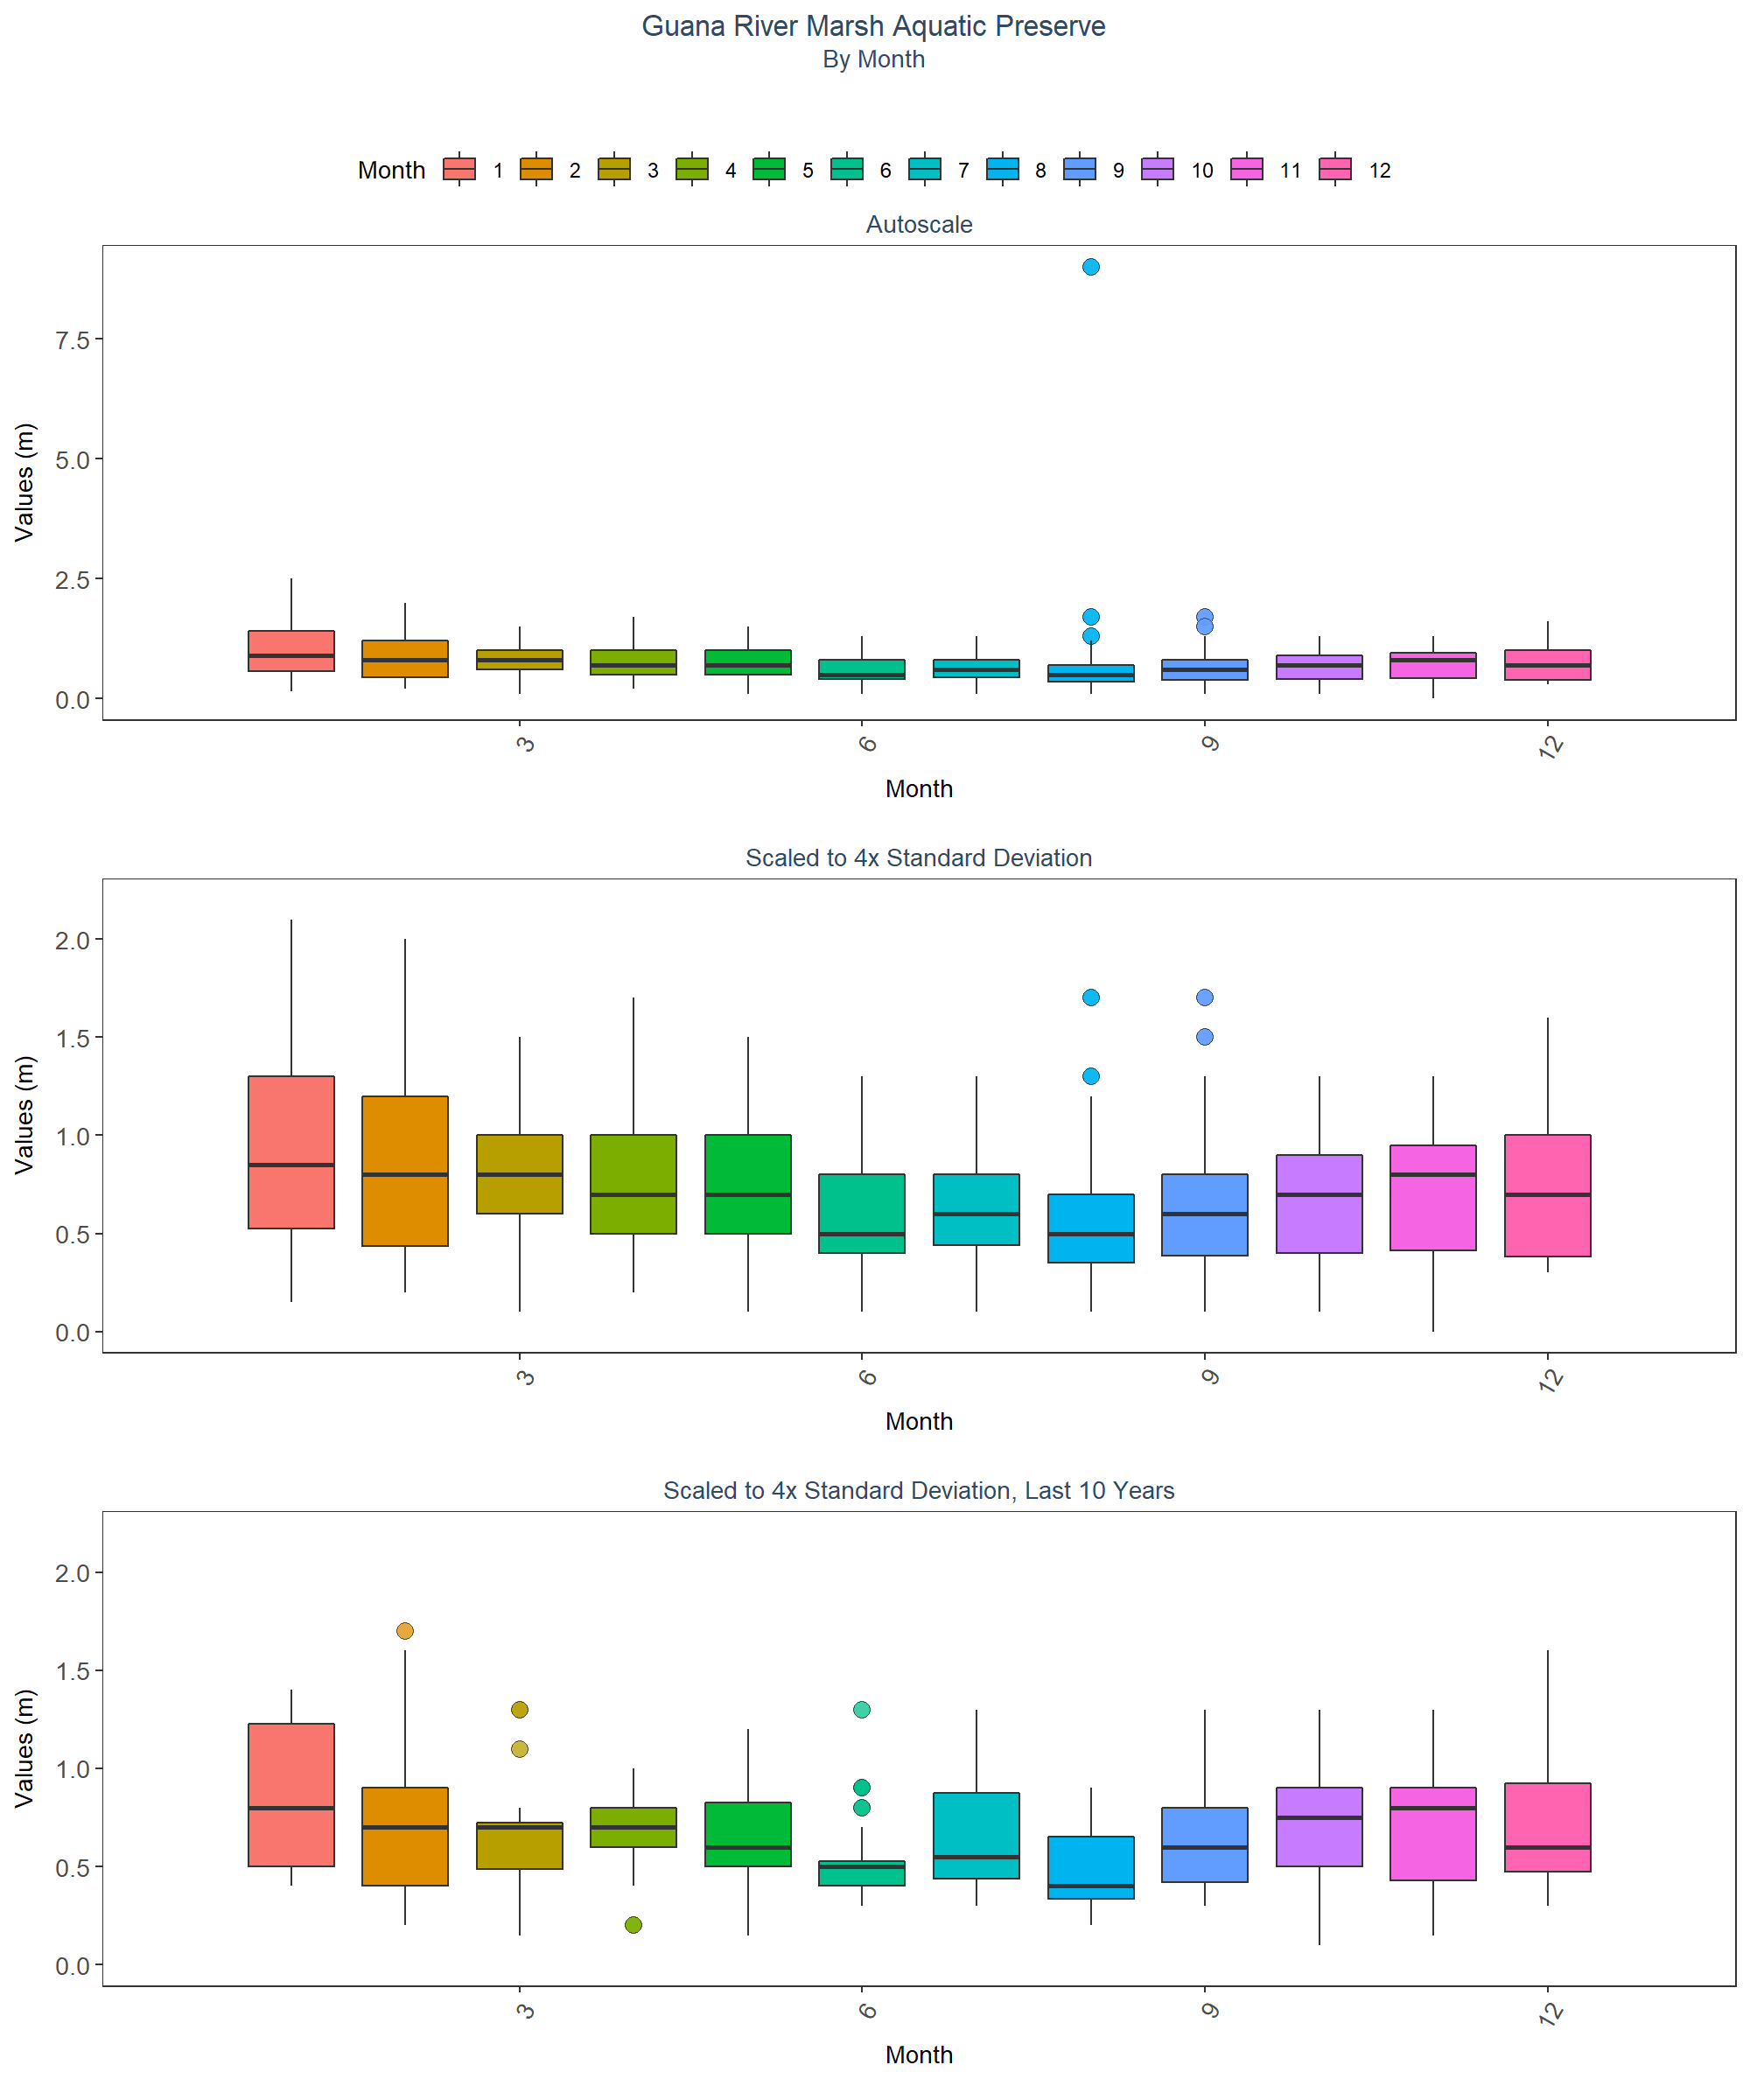 Guana River Marsh Aquatic Preserve
By Month
Month 1 2 3 4 5 6 7 8 9 10 11 12
Autoscale
Values (m)
7.5
5.0
2.5
0.0
3 6 9 12
Month
Scaled to 4x Standard Deviation
Values (m)
2.0
1.5
1.0
0.5
0.0
3 6 9 12
Month
Scaled to 4x Standard Deviation, Last 10 Years
Values (m)
2.0
1.5
1.0
0.5
0.0
3 6 9 12
Month